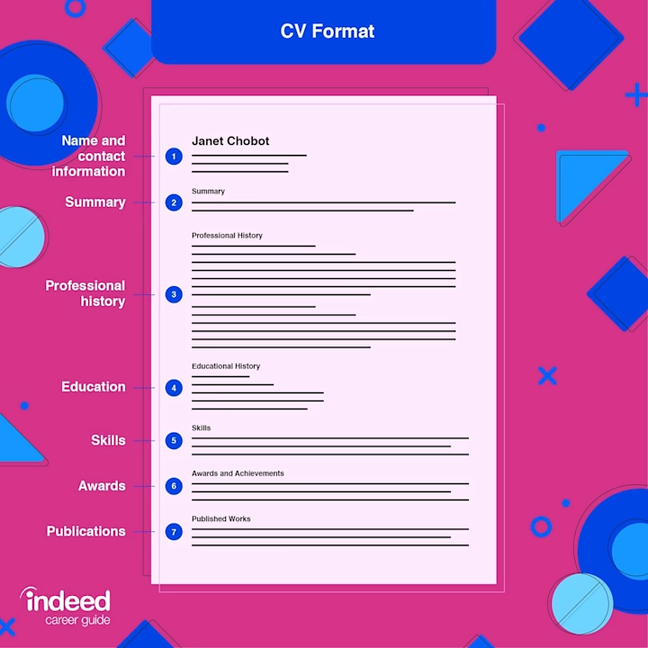 CV Format
Name and
contact
information
1
Janet Chobot
Summary
2
Summary
Professional
history
3
Professional History
Education
4
Educational History
Skills
5
Skills
Awards
6
Awards and Achievements
Publications
7
Published Works
indeed
career guide